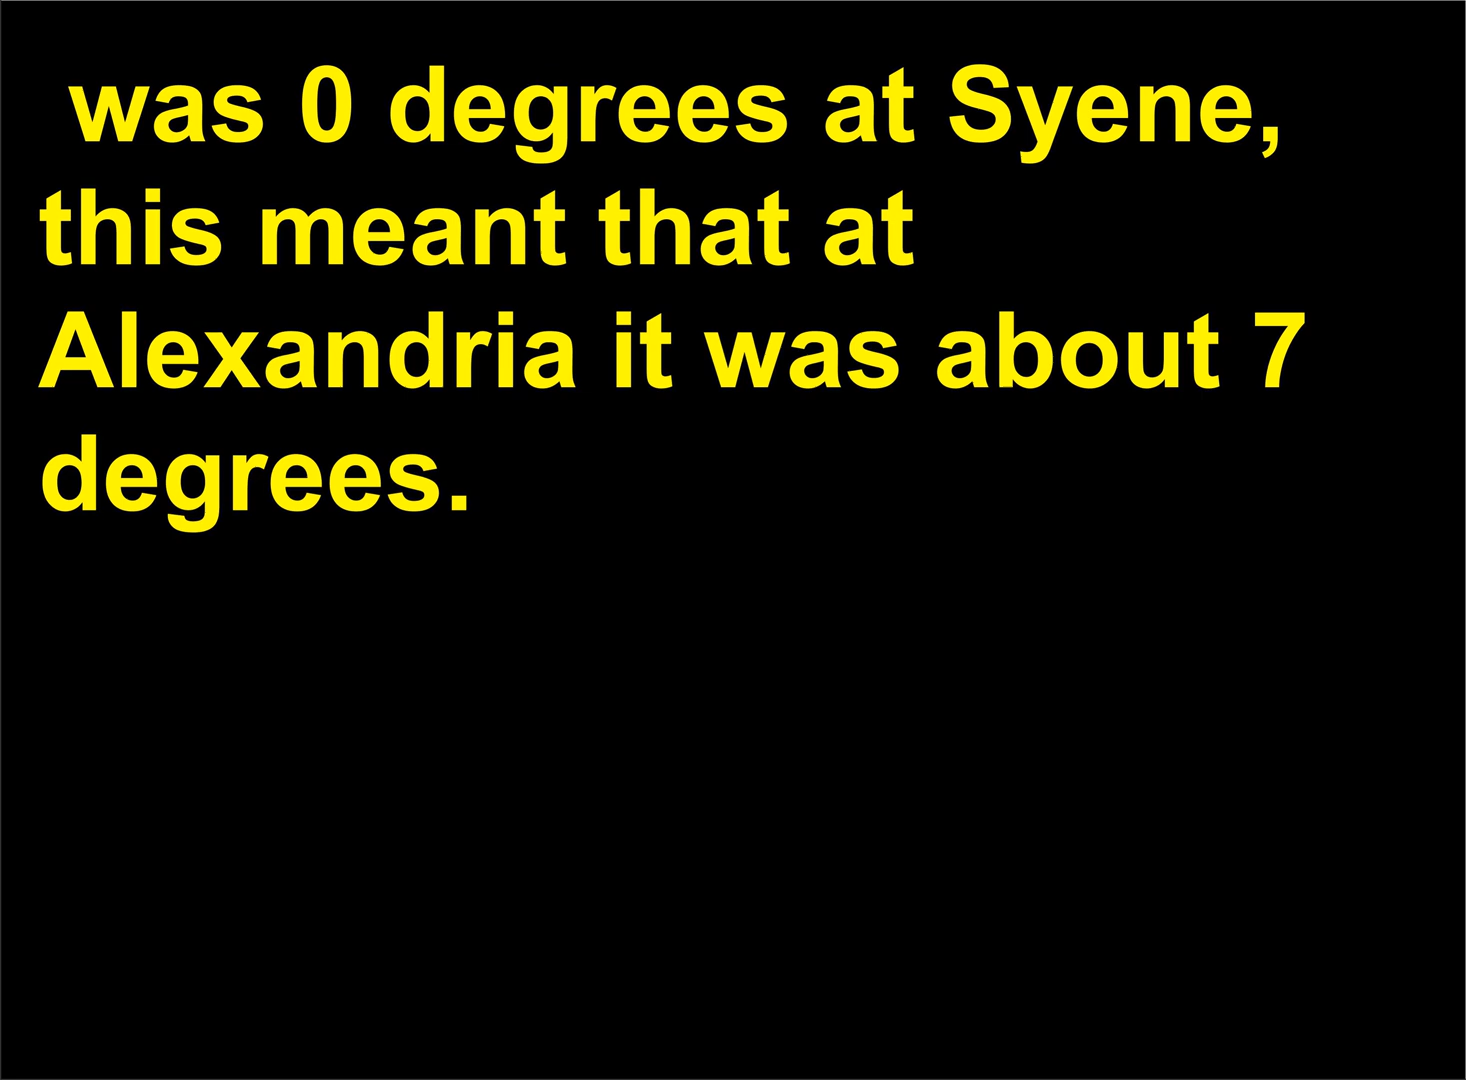 was 0 degrees at Syene,
this meant that at
Alexandria it was about 7
degrees.